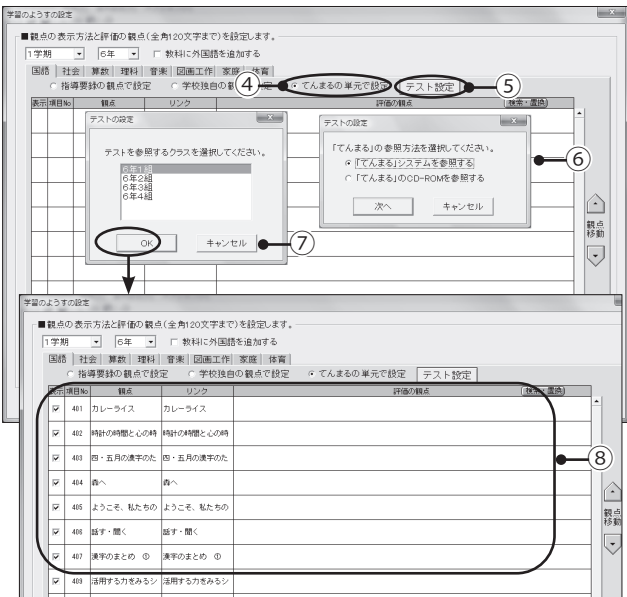 学習のようすの設定
■観点の表示方法と評価の観点(全角120文字まで)を設定します。
1学期 6年 教科に外国語を追加する
国語 社会 算数 理科 音楽 図画工作 家庭 体育
指導要録の観点で設定 学校独自の観 定 てんまるの単元で設定 テスト設定
④ ⑤
表示 項目No 観点 リンク 評価の観点 (検索・置換)
テストの設定
テストを参照するクラスを選択してください。
6年1組
6年2組
6年3組
6年4組
OK キャンセル
⑦
テストの設定
「てんまる」の参照方法を選択してください。
「てんまる」システムを参照する
「てんまる」のCD-ROMを参照する
次へ キャンセル
⑥
観点
移動
学習のようすの設定
■観点の表示方法と評価の観点(全角120文字まで)を設定します。
1学期 6年 教科に外国語を追加する
国語 社会 算数 理科 音楽 図画工作 家庭 体育
指導要録の観点で設定 学校独自の観点で設定 てんまるの単元で設定 テスト設定
表示 項目No 観点 リンク 評価の観点 (検索・置換)
401 カレーライス カレーライス
402 時計の時間と心の時 時計の時間と心の時
403 四・五月の漢字のた 四・五月の漢字のた
404 森へ 森へ
405 ようこそ、私たちの ようこそ、私たちの
406 話す・聞く 話す・聞く
407 漢字のまとめ ① 漢字のまとめ ①
409 活用する力をみるシ 活用する力をみるシ
⑧
観点
移動